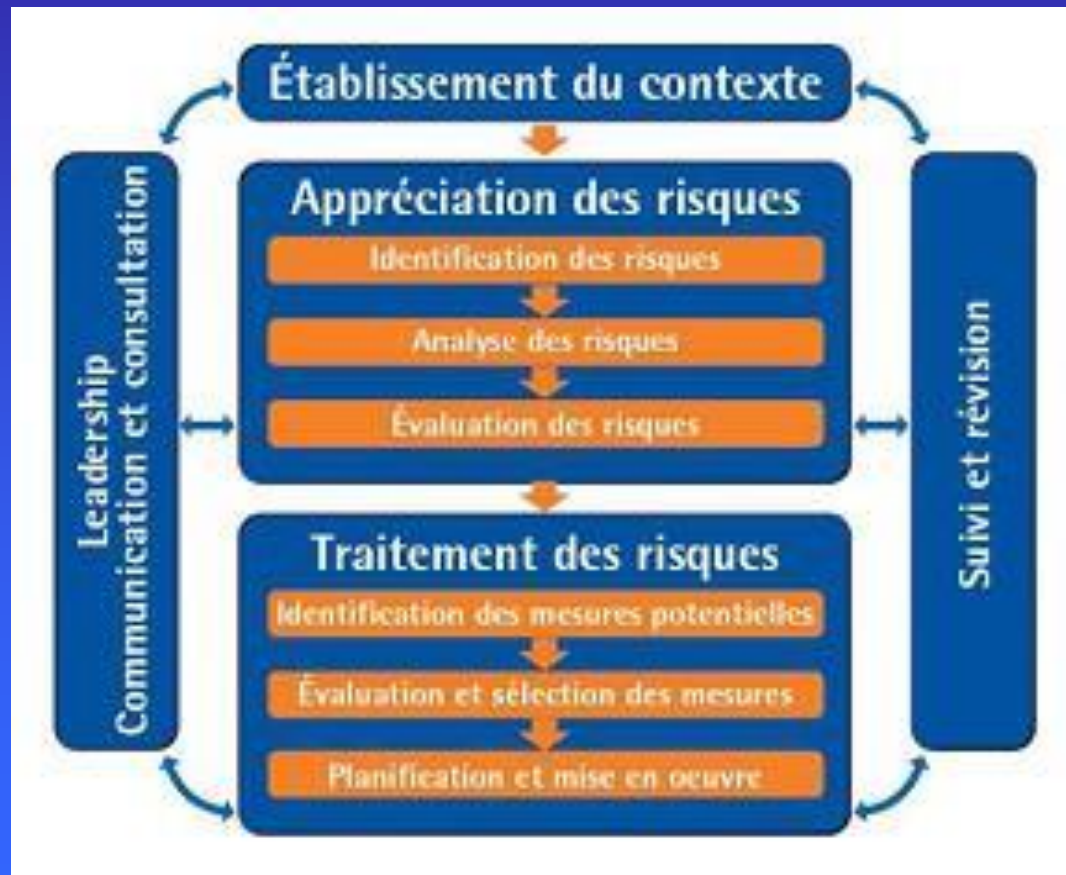 Établissement du contexte
Leadership
Communication et consultation
Appréciation des risques
Identification des risques
Analyse des risques
Évaluation des risques
Traitement des risques
Identification des mesures potentielles
Évaluation et sélection des mesures
Planification et mise en oeuvre
Suivi et révision